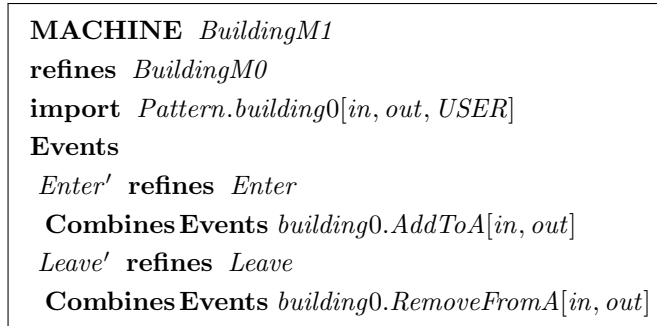 MACHINE BuildingM1
refines BuildingM0
import Pattern.building0[in, out, USER]
Events
Enter′ refines Enter
Combines Events building0.AddToA[in, out]
Leave′ refines Leave
Combines Events building0.RemoveFromA[in, out]